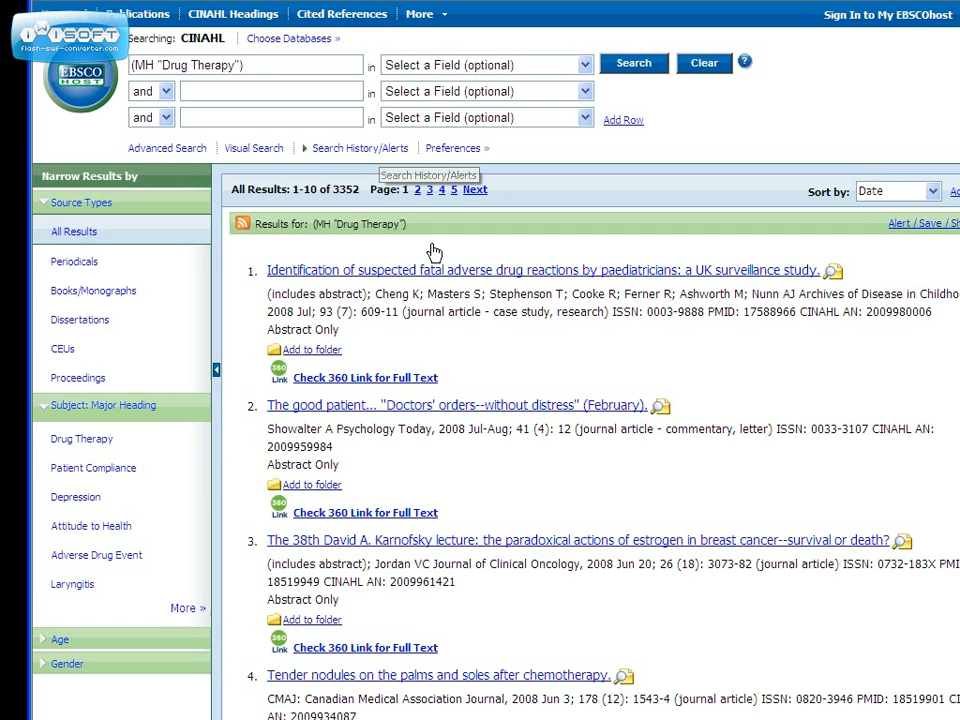 Publications CINAHL Headings Cited References More Sign In to My EBSCOhost
iWiSOFT
flash-swf-converter.com
Searching: CINAHL Choose Databases »
EBSCO
HOST
(MH "Drug Therapy") in Select a Field (optional) Search Clear ?
and in Select a Field (optional)
and in Select a Field (optional) Add Row
Advanced Search Visual Search Search History/Alerts Preferences »
Search History/Alerts
Narrow Results by
Source Types
All Results
Periodicals
Books/Monographs
Dissertations
CEUs
Proceedings
Subject: Major Heading
Drug Therapy
Patient Compliance
Depression
Attitude to Health
Adverse Drug Event
Laryngitis
More »
Age
Gender
All Results: 1-10 of 3352 Page: 1 2 3 4 5 Next Sort by: Date
Results for: (MH "Drug Therapy") Alert / Save / Sh
1. Identification of suspected fatal adverse drug reactions by paediatricians: a UK surveillance study.
(includes abstract); Cheng K; Masters S; Stephenson T; Cooke R; Ferner R; Ashworth M; Nunn AJ Archives of Disease in Childhoo
2008 Jul; 93 (7): 609-11 (journal article - case study, research) ISSN: 0003-9888 PMID: 17588966 CINAHL AN: 2009980006
Abstract Only
Add to folder
360
Link Check 360 Link for Full Text
2. The good patient... "Doctors' orders--without distress" (February).
Showalter A Psychology Today, 2008 Jul-Aug; 41 (4): 12 (journal article - commentary, letter) ISSN: 0033-3107 CINAHL AN:
2009959984
Abstract Only
Add to folder
360
Link Check 360 Link for Full Text
3. The 38th David A. Karnofsky lecture: the paradoxical actions of estrogen in breast cancer--survival or death?
(includes abstract); Jordan VC Journal of Clinical Oncology, 2008 Jun 20; 26 (18): 3073-82 (journal article) ISSN: 0732-183X PMI
18519949 CINAHL AN: 2009961421
Abstract Only
Add to folder
360
Link Check 360 Link for Full Text
4. Tender nodules on the palms and soles after chemotherapy.
CMAJ: Canadian Medical Association Journal, 2008 Jun 3; 178 (12): 1543-4 (journal article) ISSN: 0820-3946 PMID: 18519901 CI
AN: 2009934087